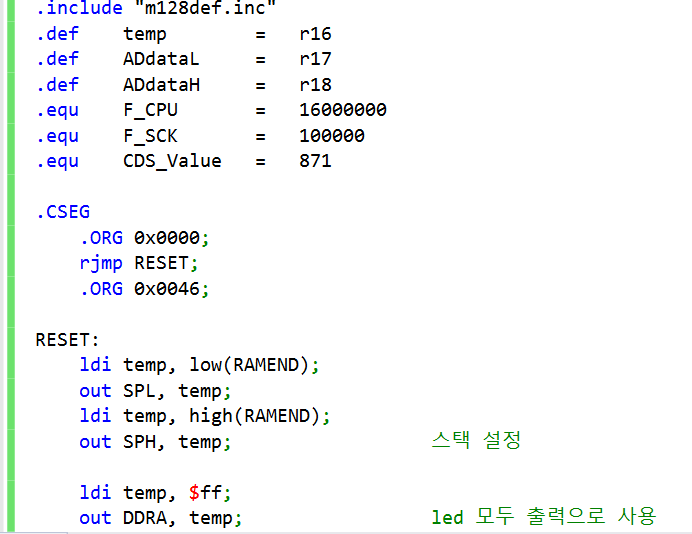 .include "m128def.inc"
.def temp = r16
.def ADdataL = r17
.def ADdataH = r18
.equ F_CPU = 16000000
.equ F_SCK = 100000
.equ CDS_Value = 871
.CSEG
.ORG 0x0000;
rjmp RESET;
.ORG 0x0046;
RESET:
ldi temp, low(RAMEND);
out SPL, temp;
ldi temp, high(RAMEND);
out SPH, temp; 스택 설정
ldi temp, $ff;
out DDRA, temp; led 모두 출력으로 사용